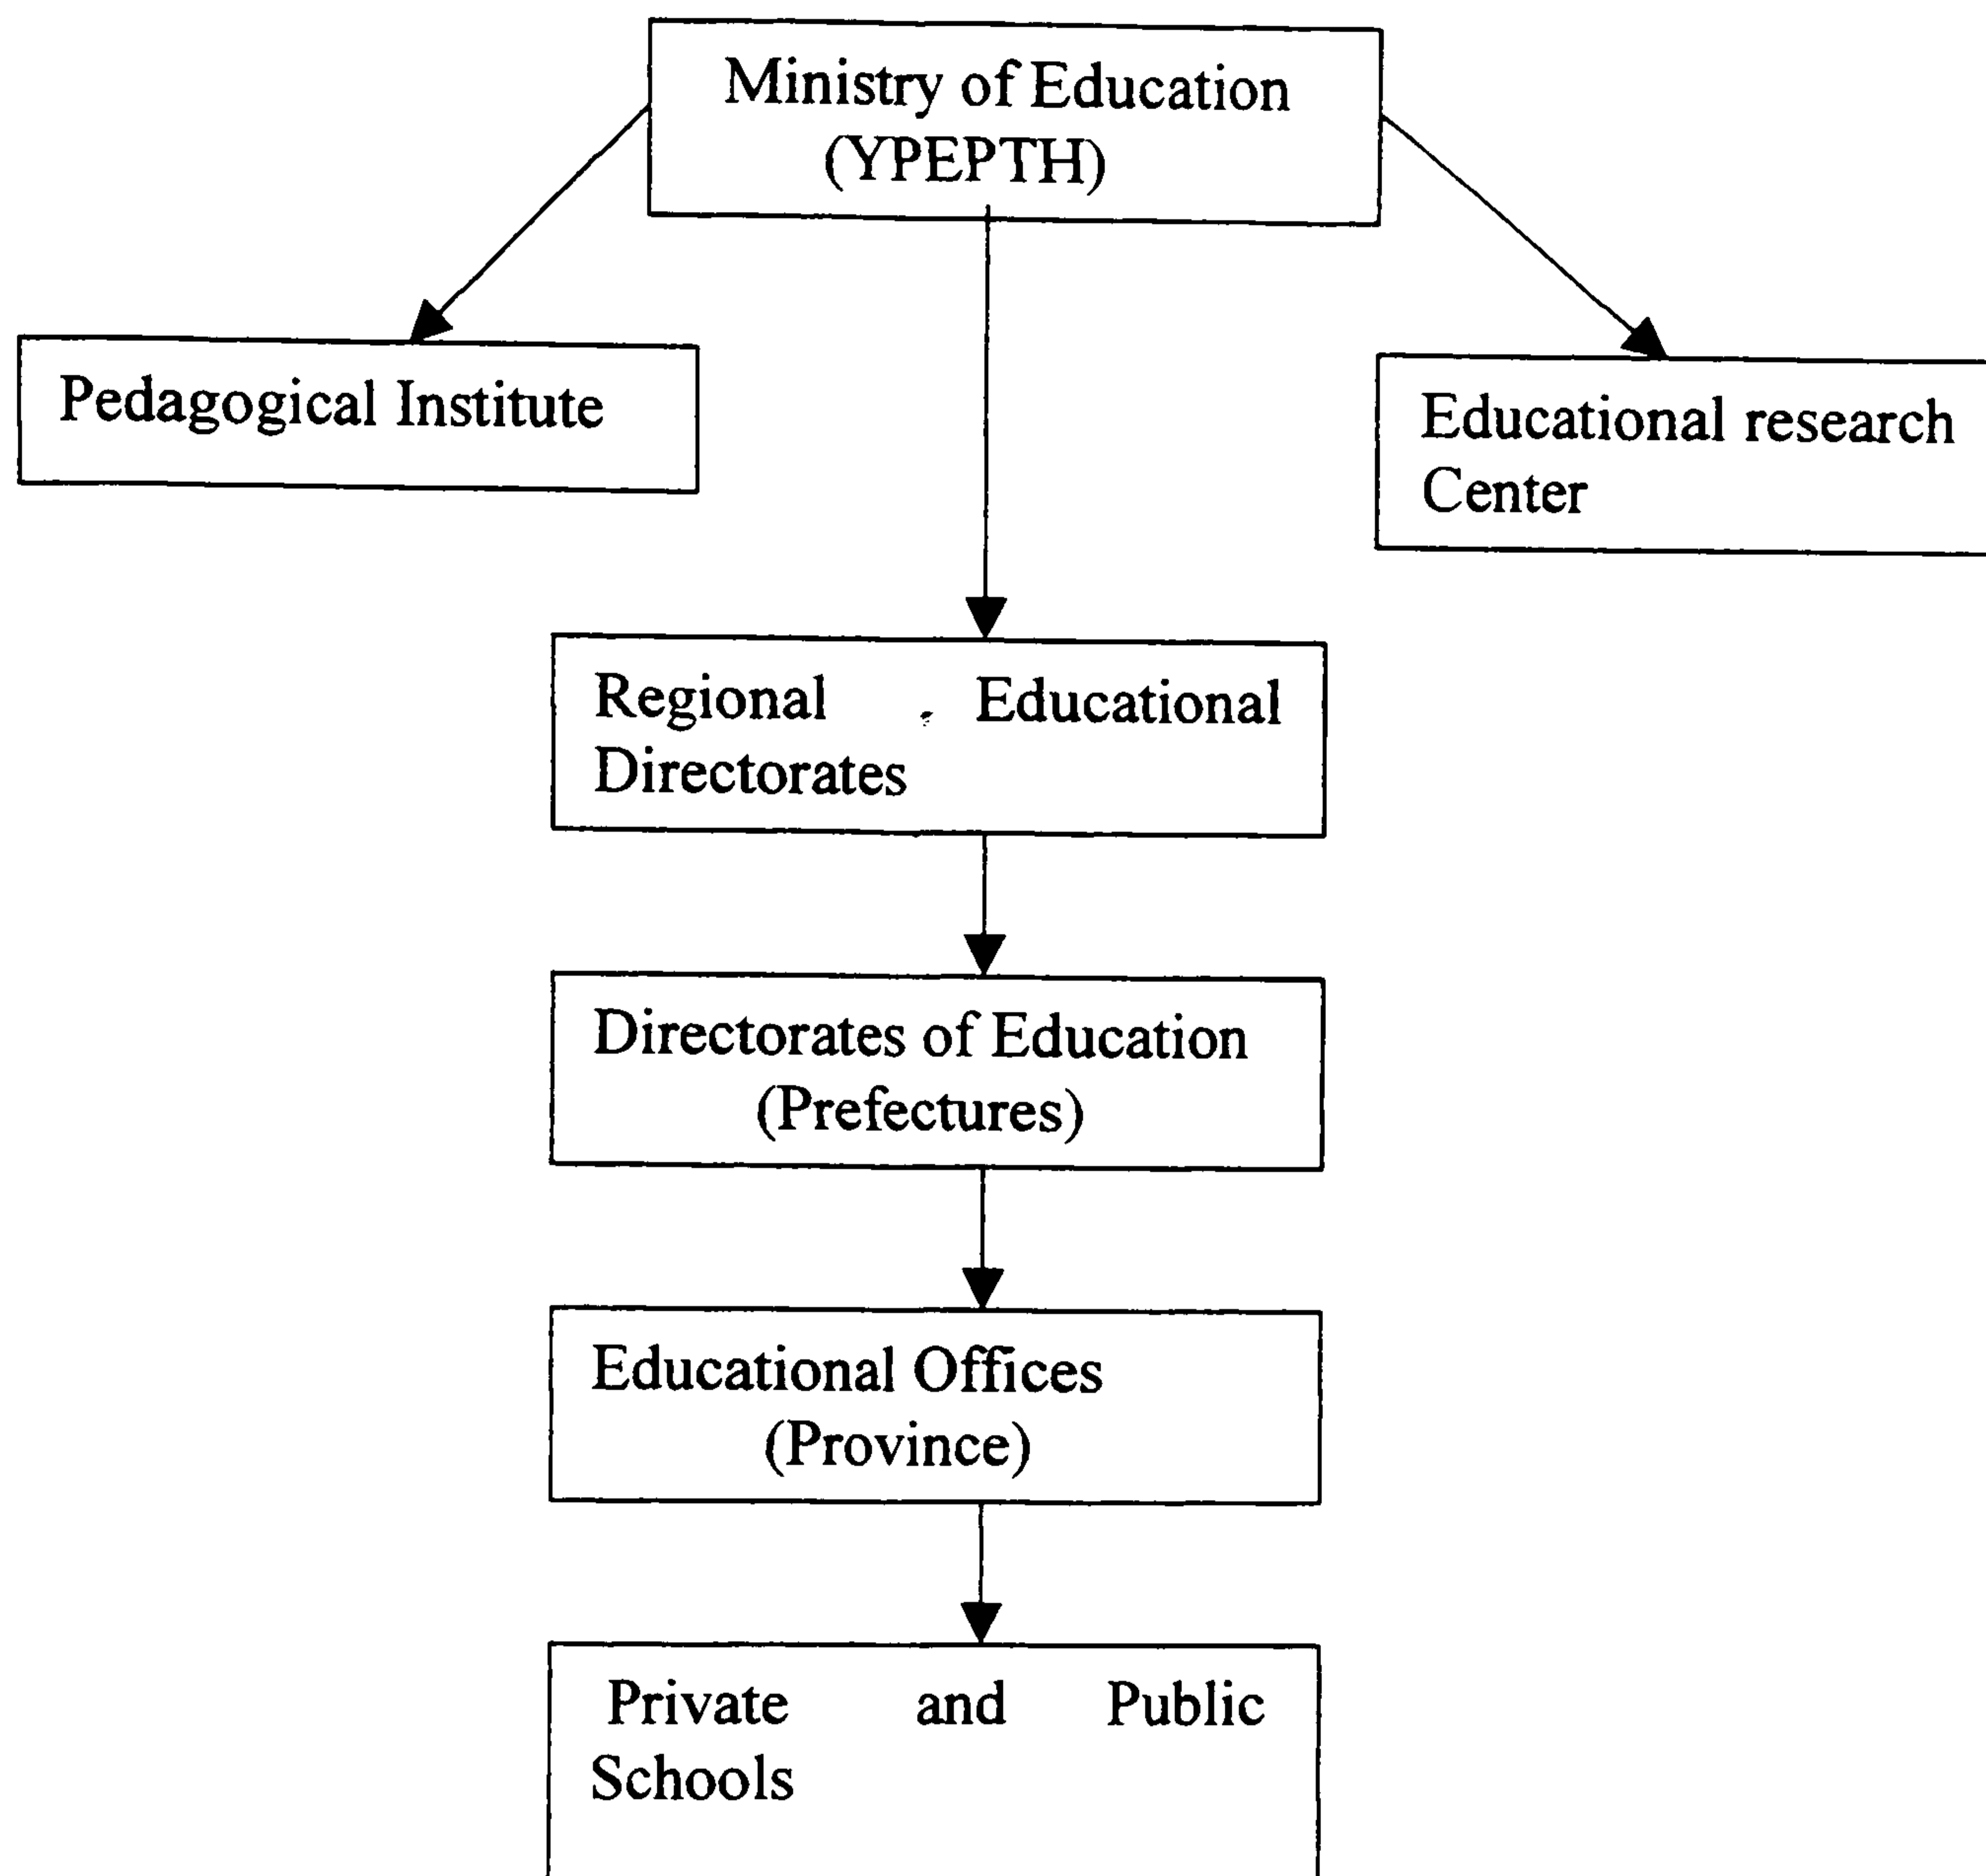 Ministry of Education
(YPEPTH)
Pedagogical Institute
Educational research
Center
Regional Educational
Directorates
Directorates of Education
(Prefectures)
Educational Offices
(Province)
Private and Public
Schools